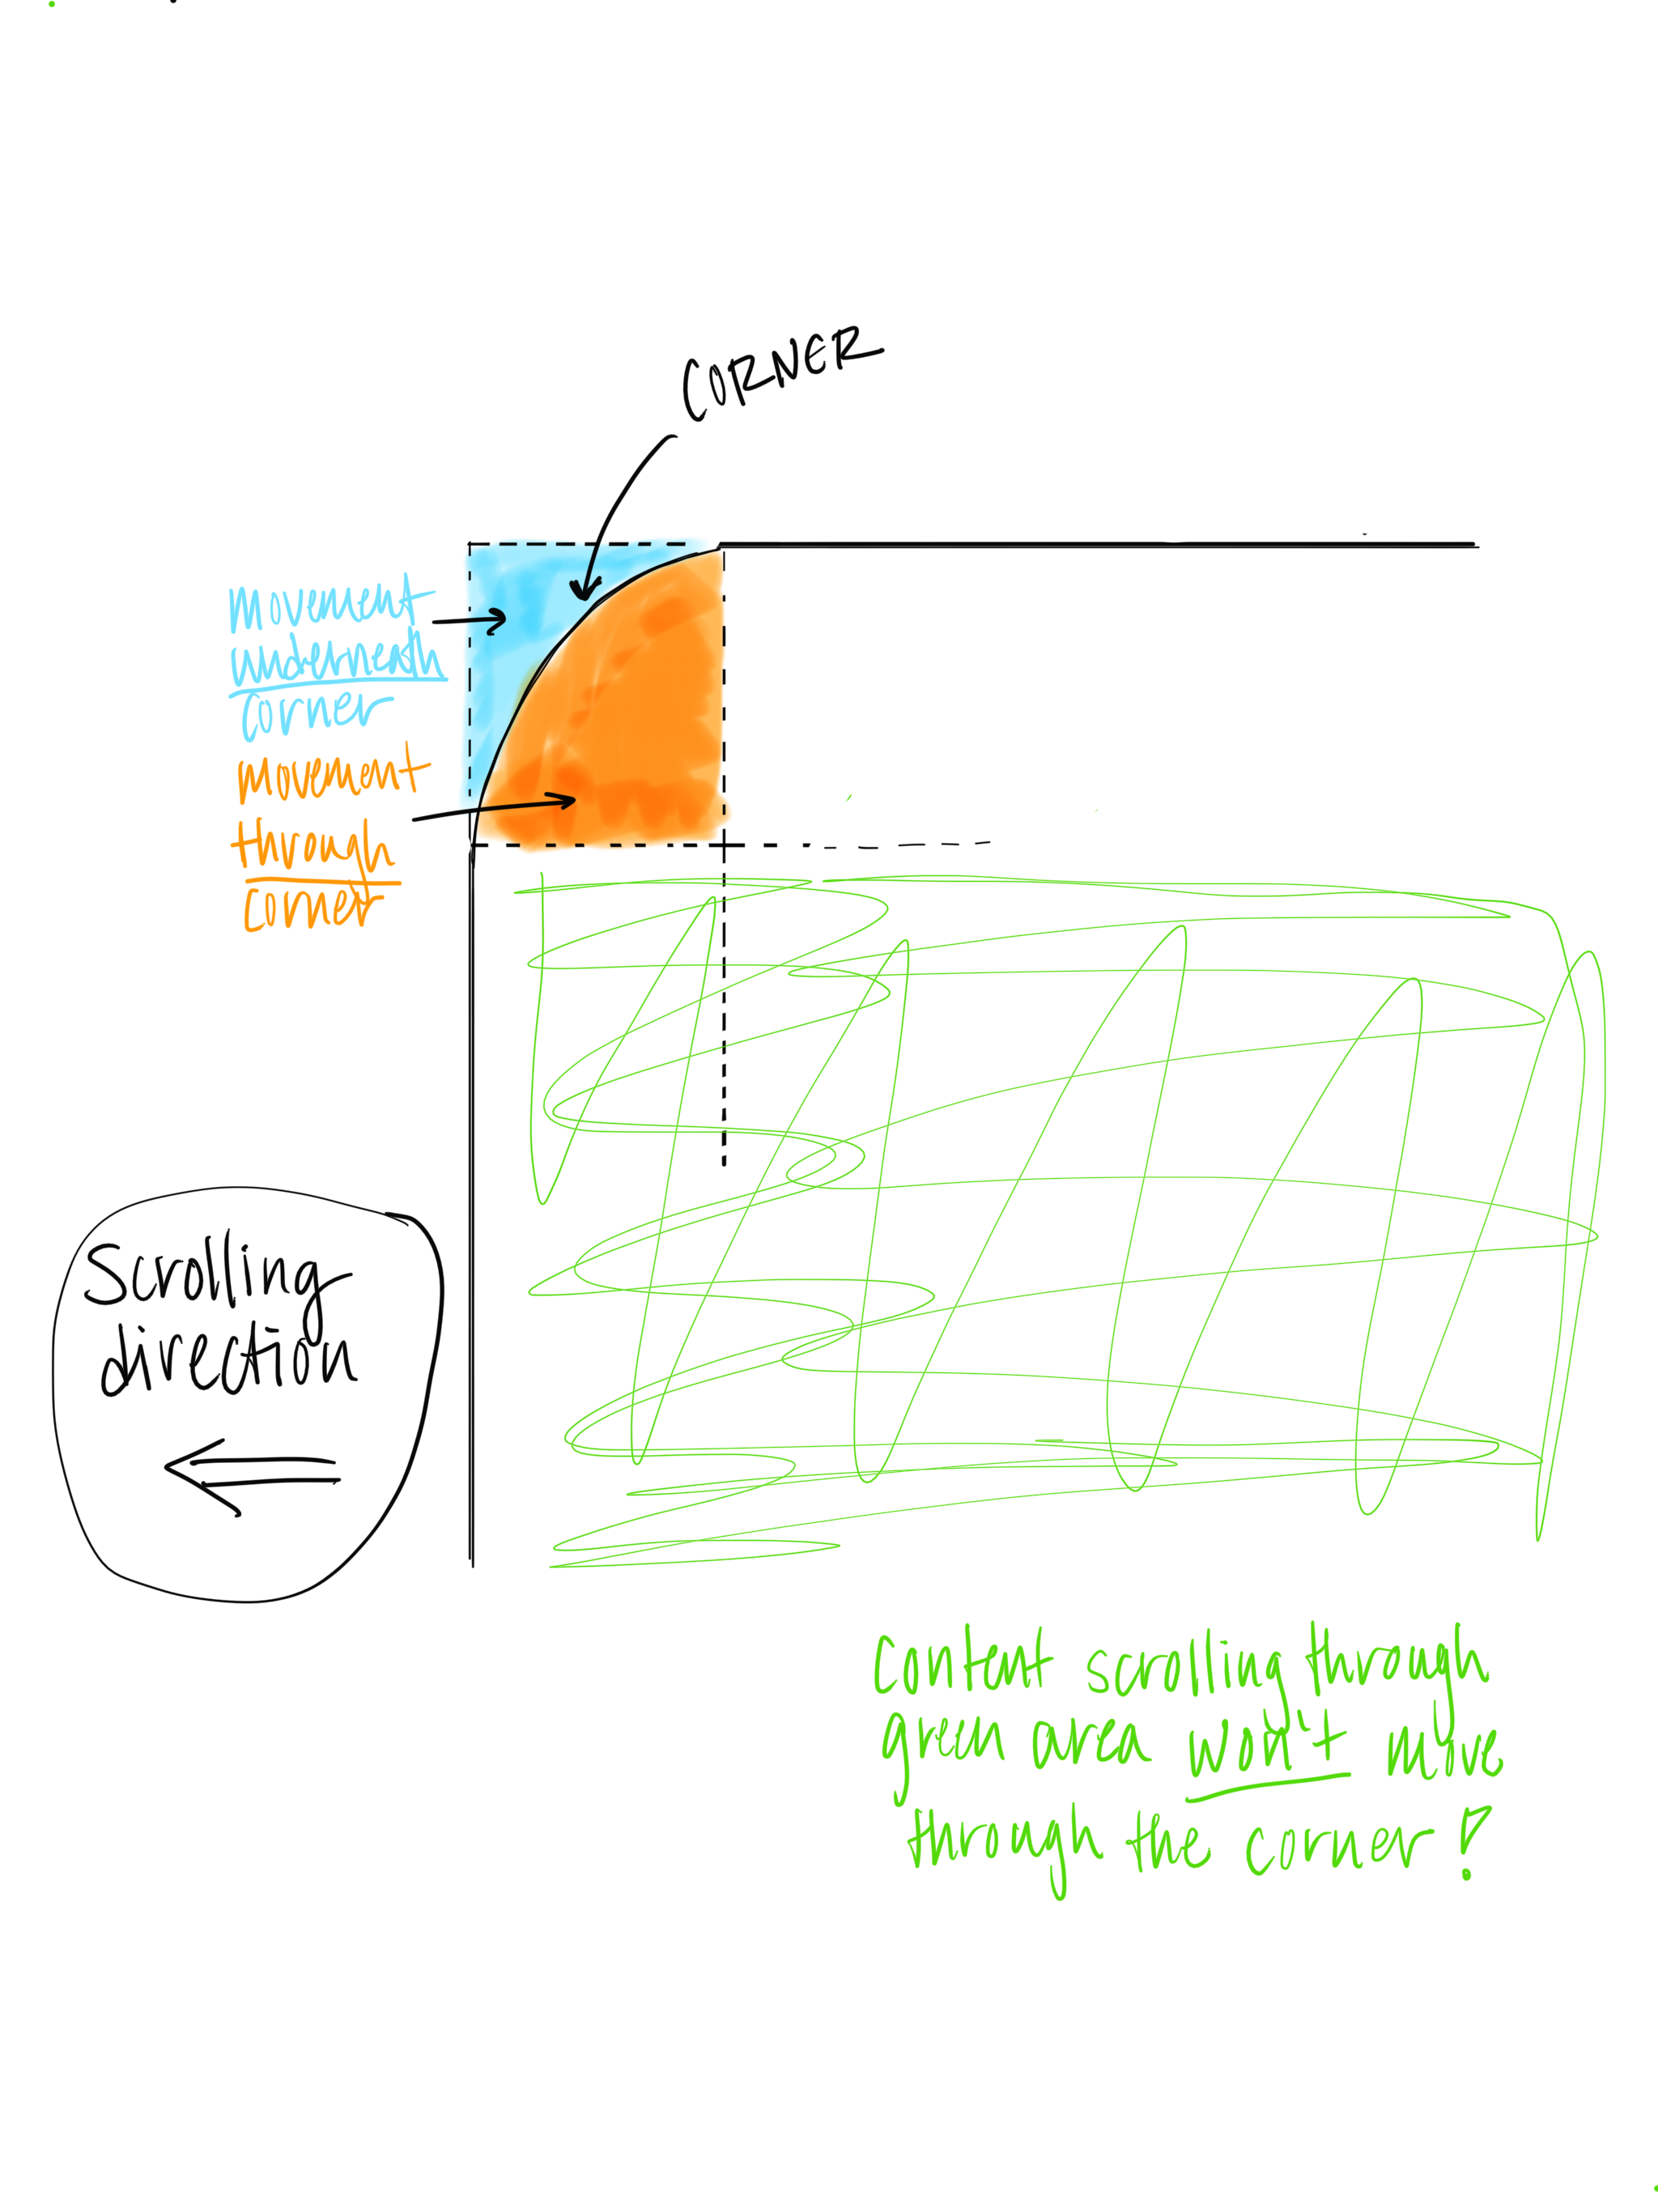 CORNER
movement
underneath
corner
movement
through
corner
Scrolling
direction
Content scrolling through
green area won't move
through the corner?